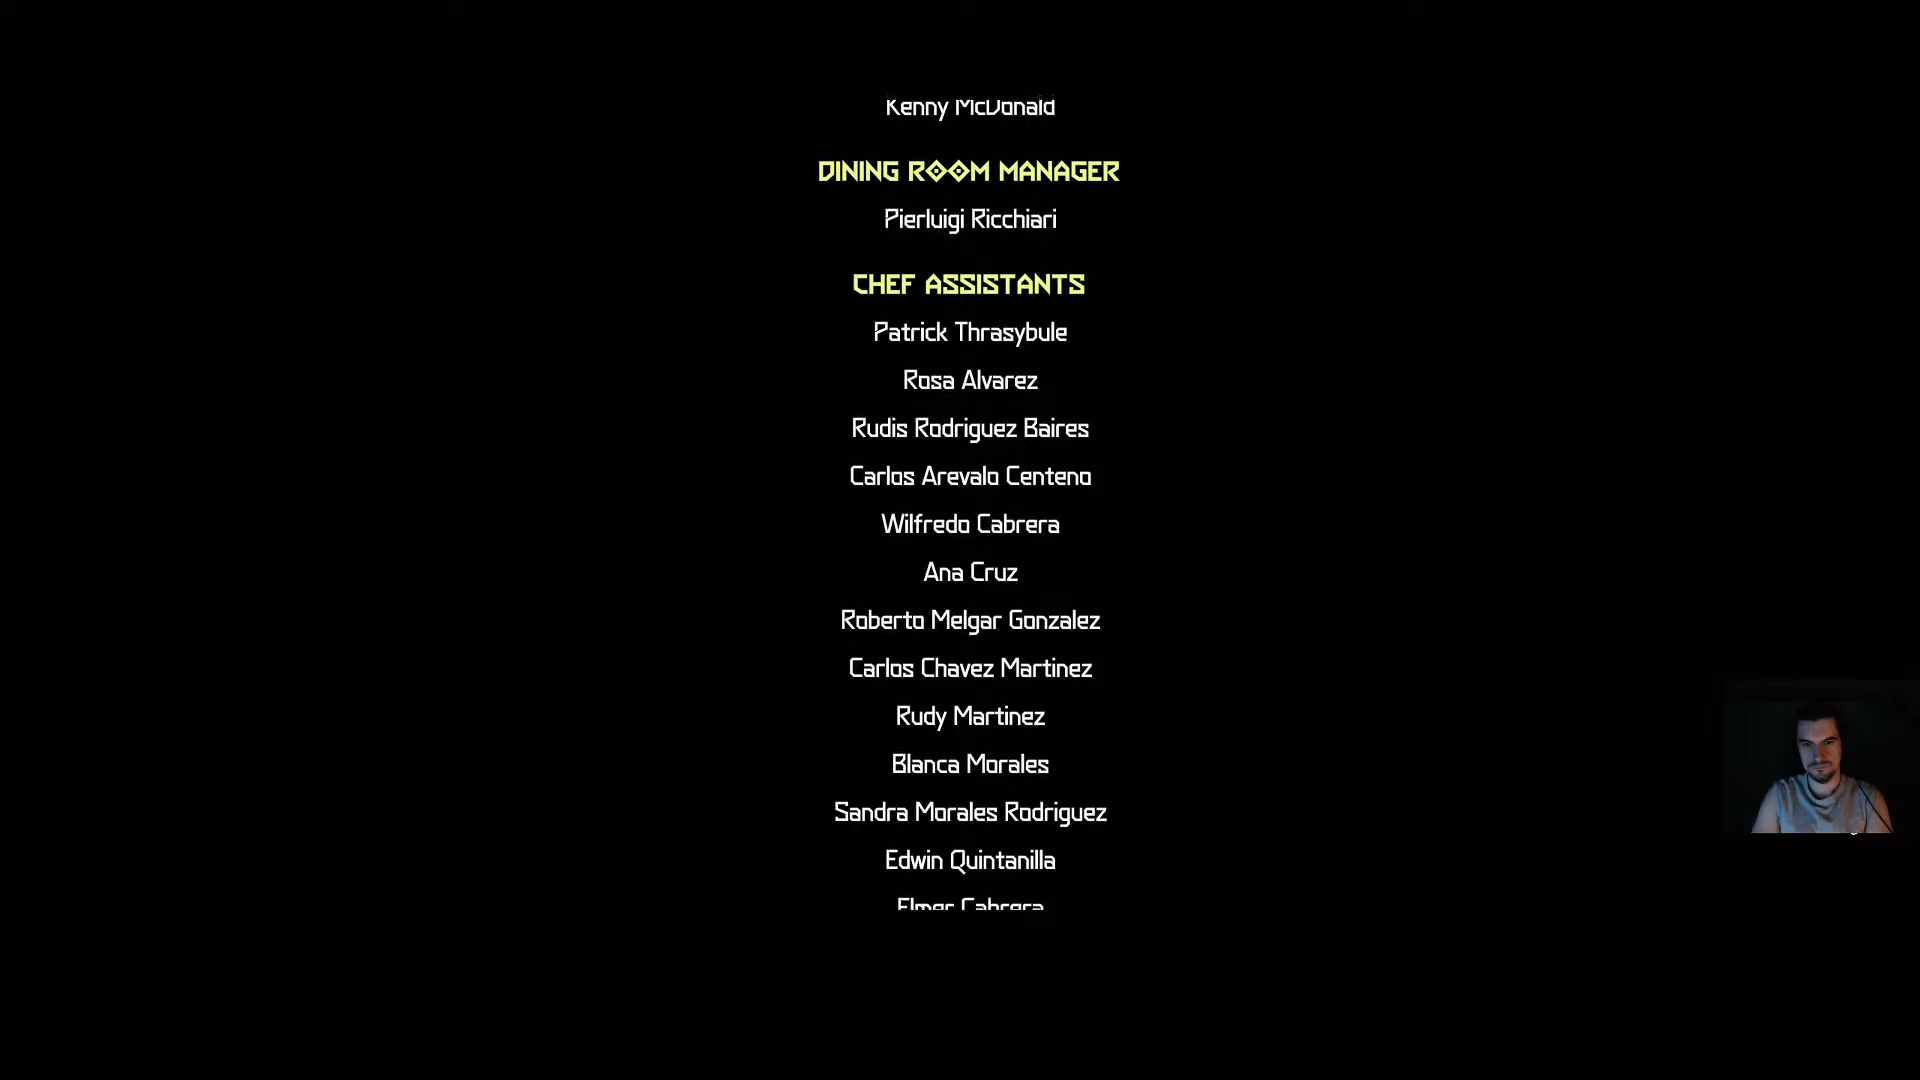 Kenny McDonald
DINING ROOM MANAGER
Pierluigi Ricchiari
CHEF ASSISTANTS
Patrick Thrasybule
Rosa Alvarez
Rudis Rodriguez Baires
Carlos Arevalo Centeno
Wilfredo Cabrera
Ana Cruz
Roberto Melgar Gonzalez
Carlos Chavez Martinez
Rudy Martinez
Blanca Morales
Sandra Morales Rodriguez
Edwin Quintanilla
Elmer Cabrera